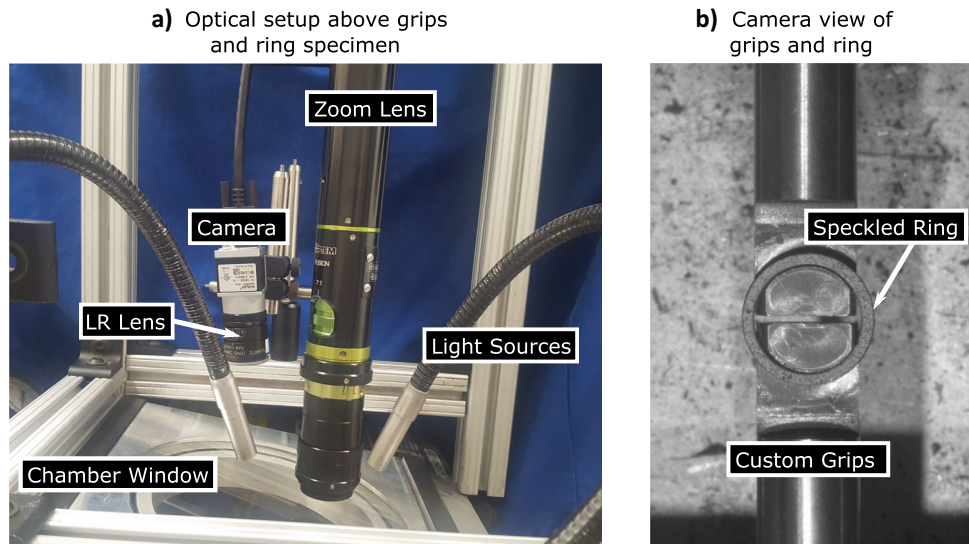 a) Optical setup above grips
and ring specimen
b) Camera view of
grips and ring
Zoom Lens
Camera
LR Lens
Light Sources
Chamber Window
Speckled Ring
Custom Grips